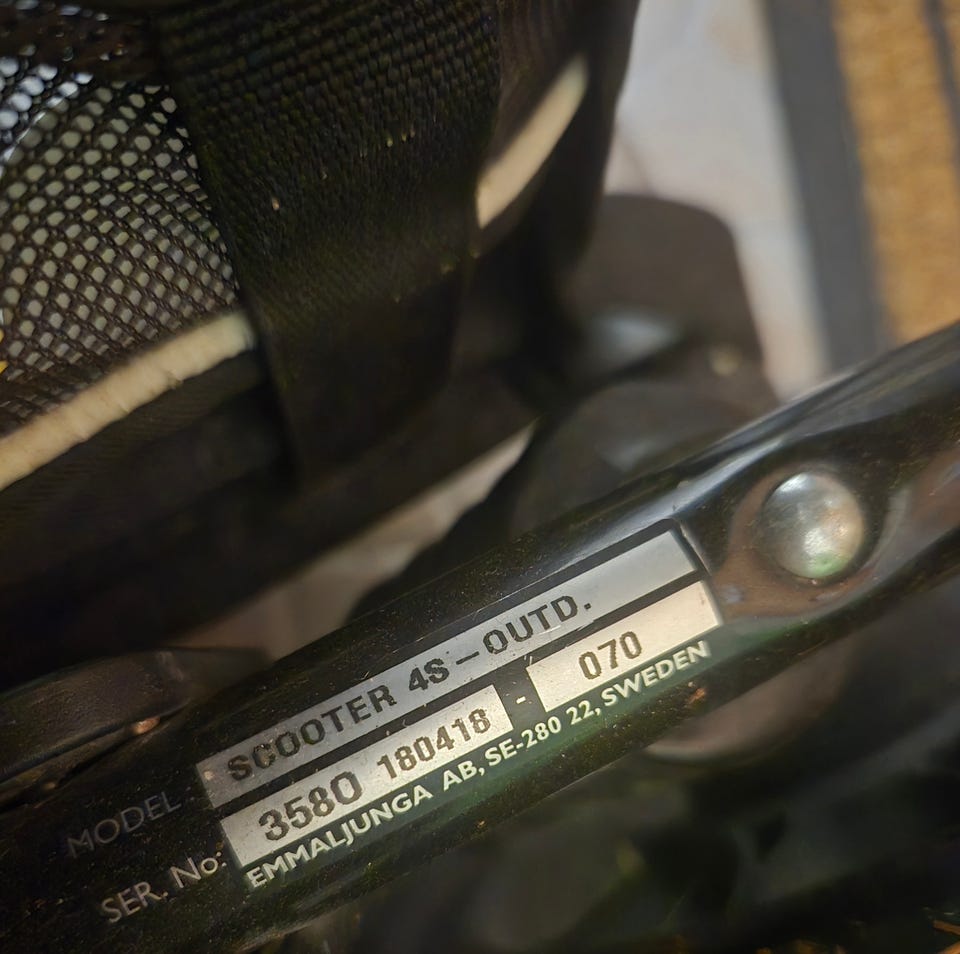 MODEL SCOOTER 4S-OUTD.
SER. No: 3580 180418 - 070
EMMALJUNGA AB, SE-280 22, SWEDEN